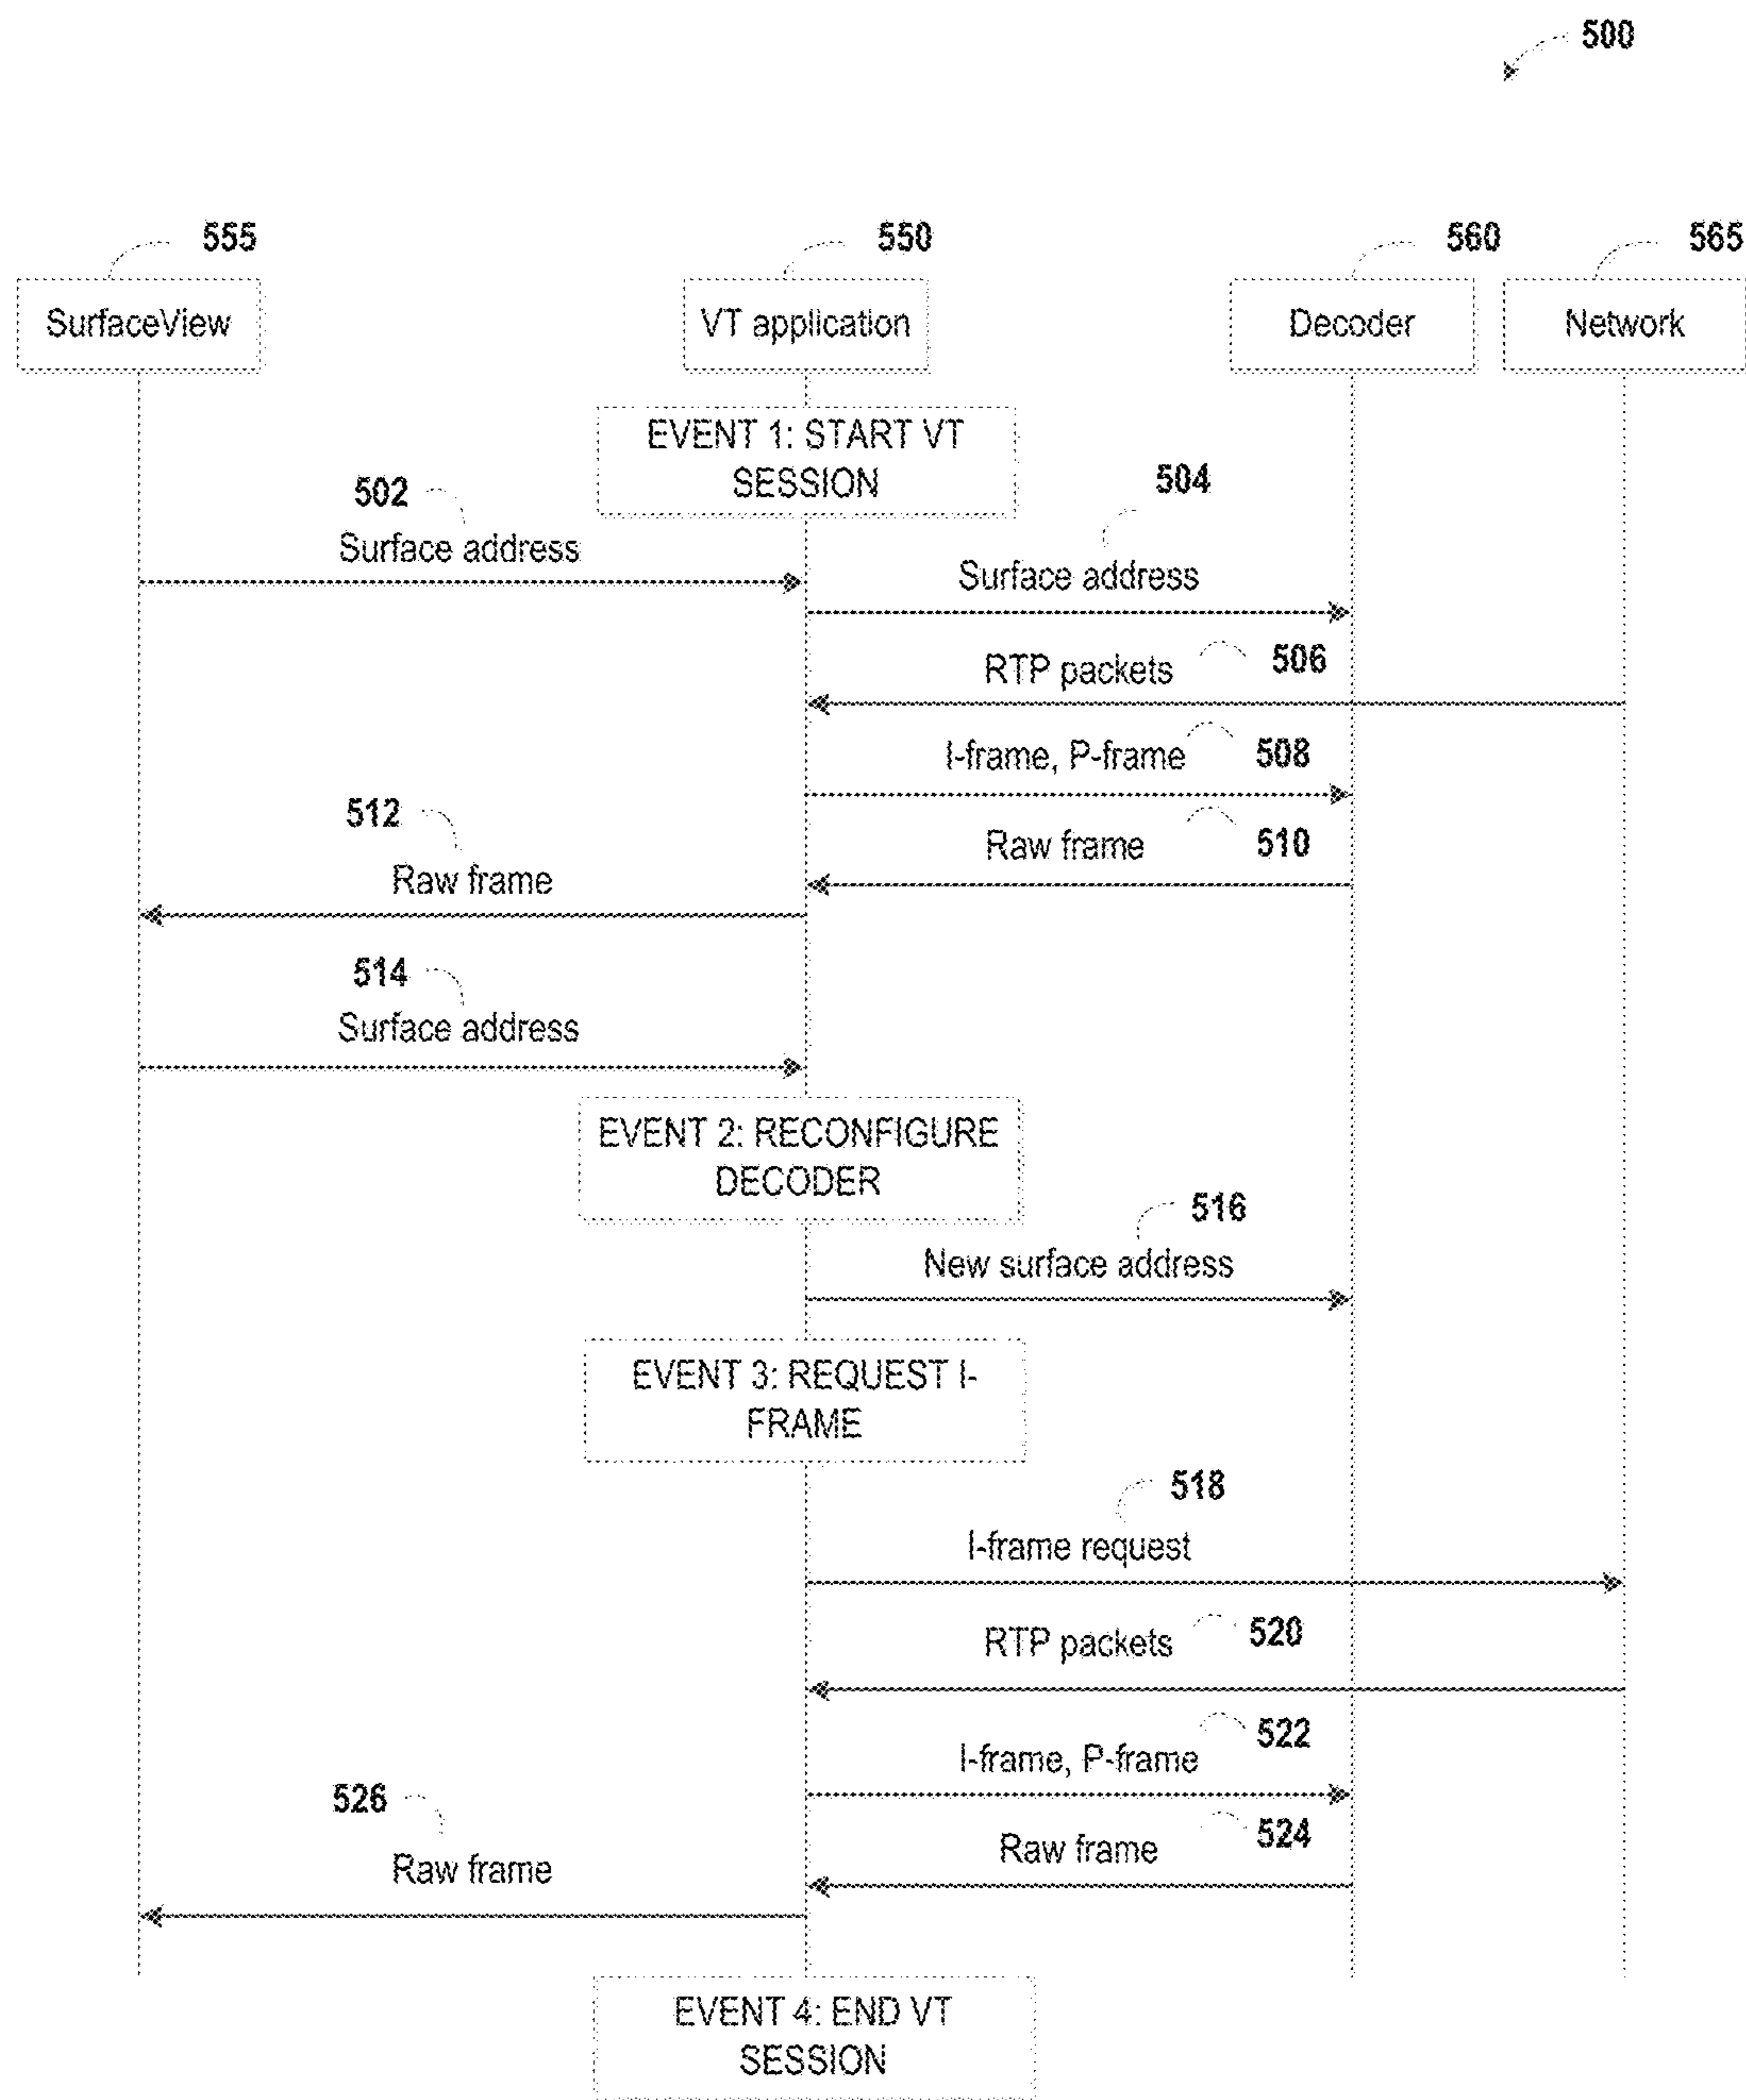 500
555
550
560
565
SurfaceView
VT application
Decoder
Network
EVENT 1: START VT
SESSION
502
504
Surface address
Surface address
RTP packets
506
I-frame, P-frame
508
512
Raw frame
510
Raw frame
514
Surface address
EVENT 2: RECONFIGURE
DECODER
516
New surface address
EVENT 3: REQUEST I-
FRAME
518
I-frame request
RTP packets
520
I-frame, P-frame
522
526
Raw frame
524
Raw frame
EVENT 4: END VT
SESSION